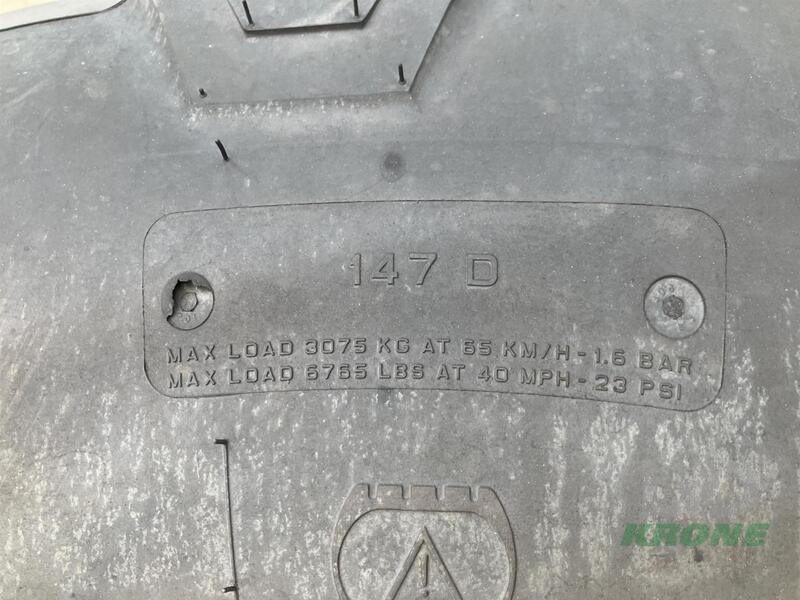 147 D
MAX LOAD 3075 KG AT 65 KM/H - 1.6 BAR
MAX LOAD 6765 LBS AT 40 MPH - 23 PSI
KRONE